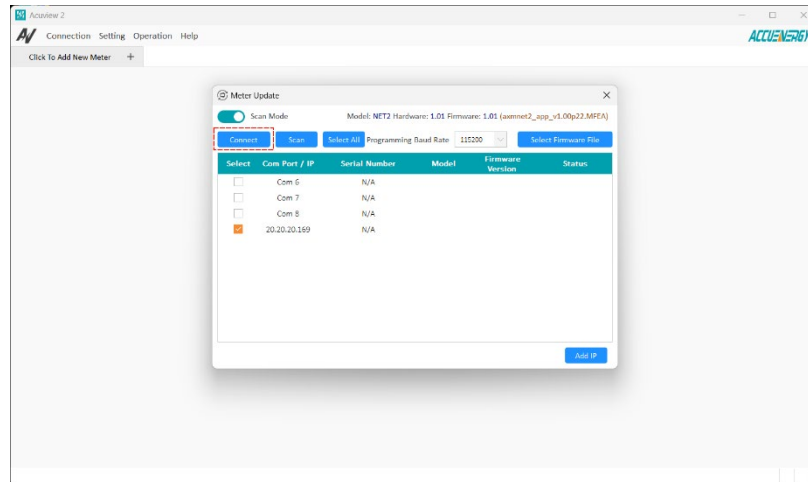 Acuview 2
AV Connection Setting Operation Help
ACCUENERGY
Click To Add New Meter +
Meter Update
Scan Mode Model: NET2 Hardware: 1.01 Firmware: 1.01 (axmnet2_app_v1.00p22.MFEA)
Connect Scan Select All Programming Baud Rate 115200 Select Firmware File
Select Com Port / IP Serial Number Model Firmware Version Status
Com 6 N/A
Com 7 N/A
Com 8 N/A
20.20.20.169 N/A
Add IP